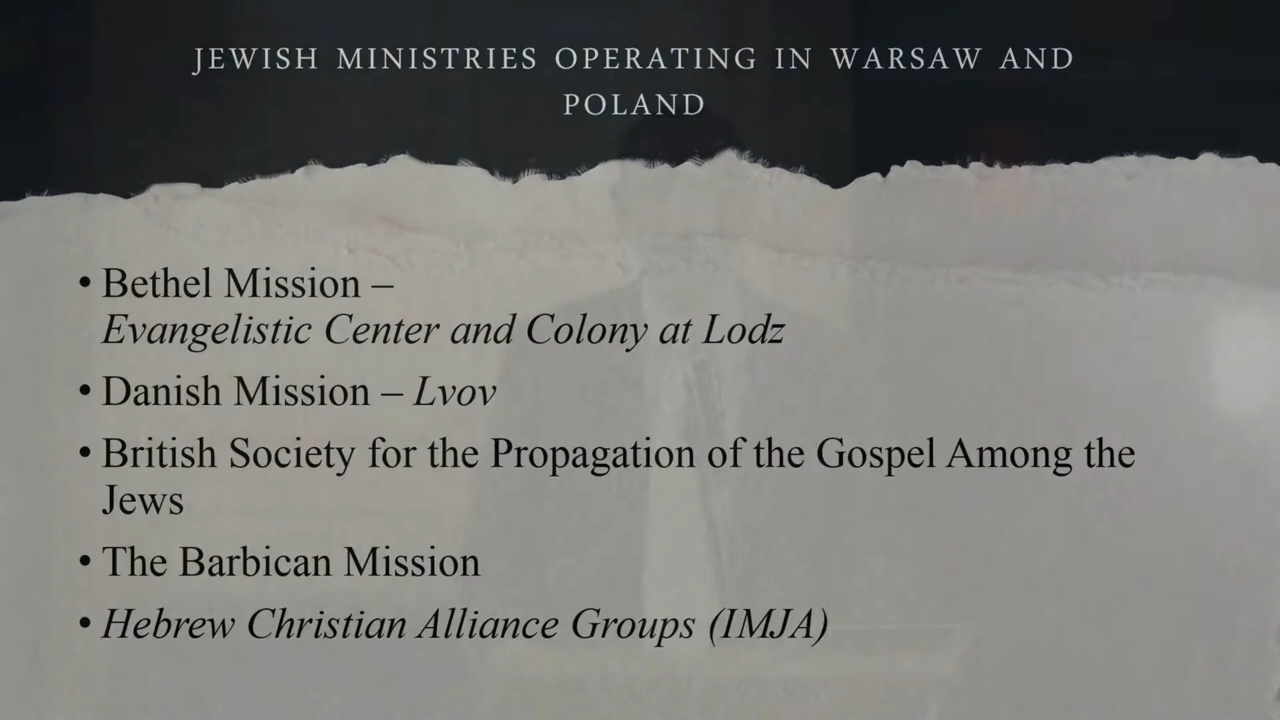 JEWISH MINISTRIES OPERATING IN WARSAW AND
POLAND
• Bethel Mission –
Evangelistic Center and Colony at Lodz
• Danish Mission – Lvov
• British Society for the Propagation of the Gospel Among the
Jews
• The Barbican Mission
• Hebrew Christian Alliance Groups (IMJA)